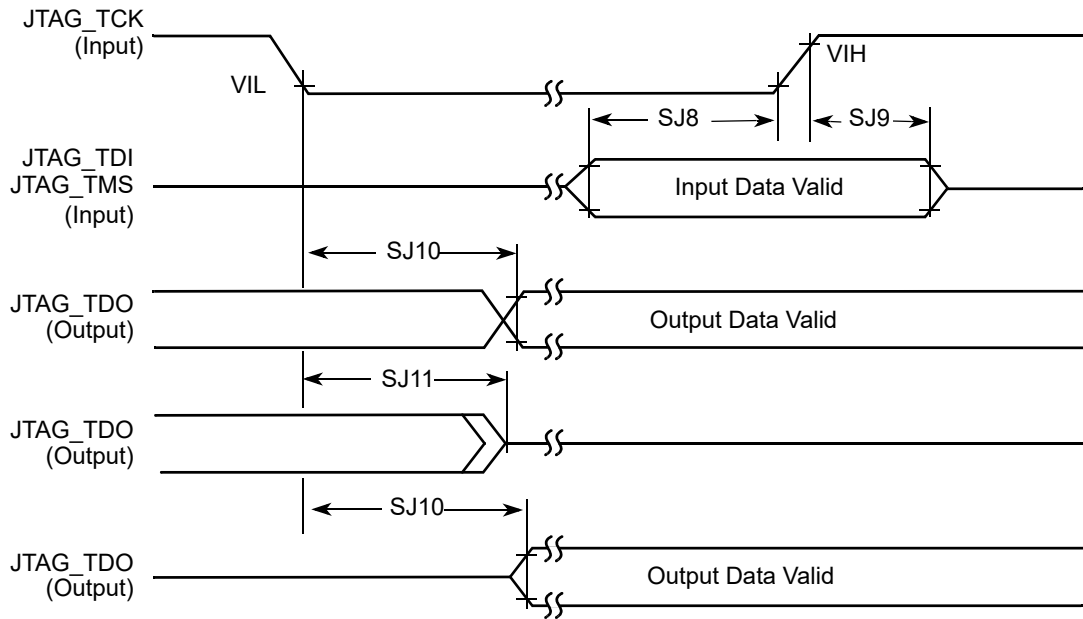 JTAG_TCK
(Input)
VIH
VIL
SJ8
SJ9
JTAG_TDI
JTAG_TMS
(Input)
Input Data Valid
SJ10
JTAG_TDO
(Output)
Output Data Valid
SJ11
JTAG_TDO
(Output)
SJ10
JTAG_TDO
(Output)
Output Data Valid